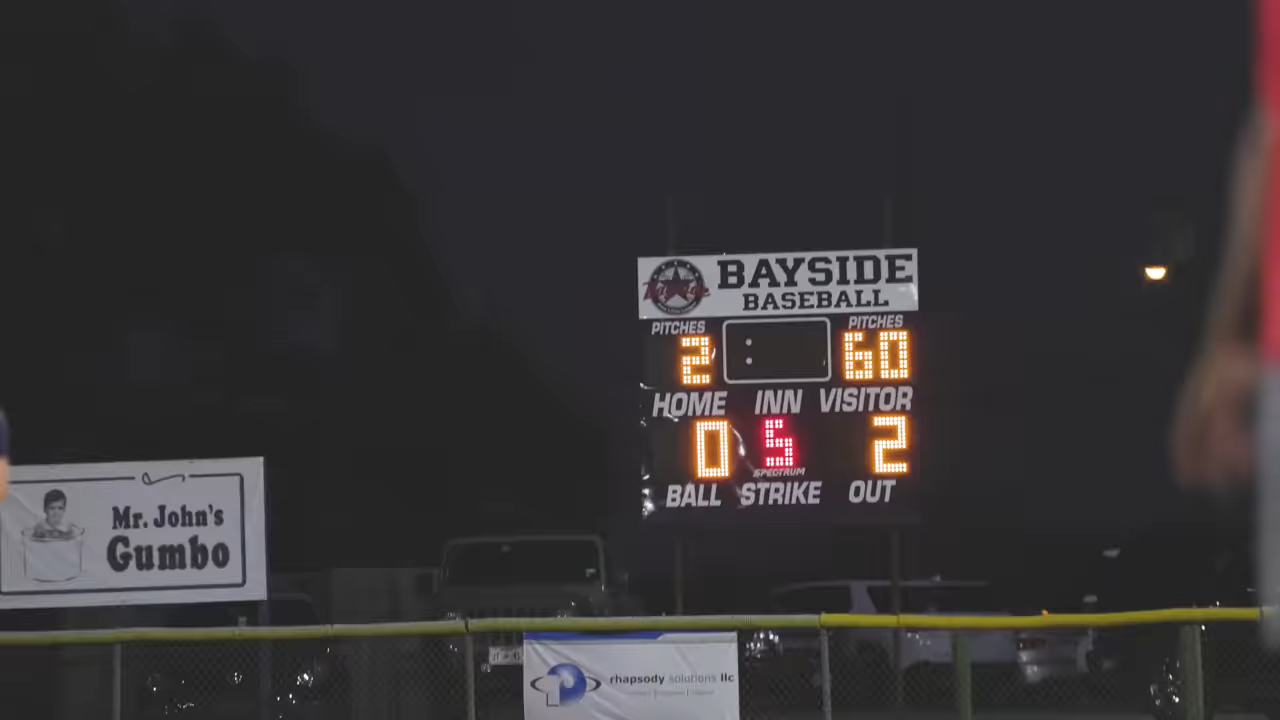 BAYSIDE
BASEBALL
PITCHES
PITCHES
2
:
60
HOME INN VISITOR
0 5 2
SPECTRUM
BALL STRIKE OUT
Mr. John's
Gumbo
rhapsody solutions llc